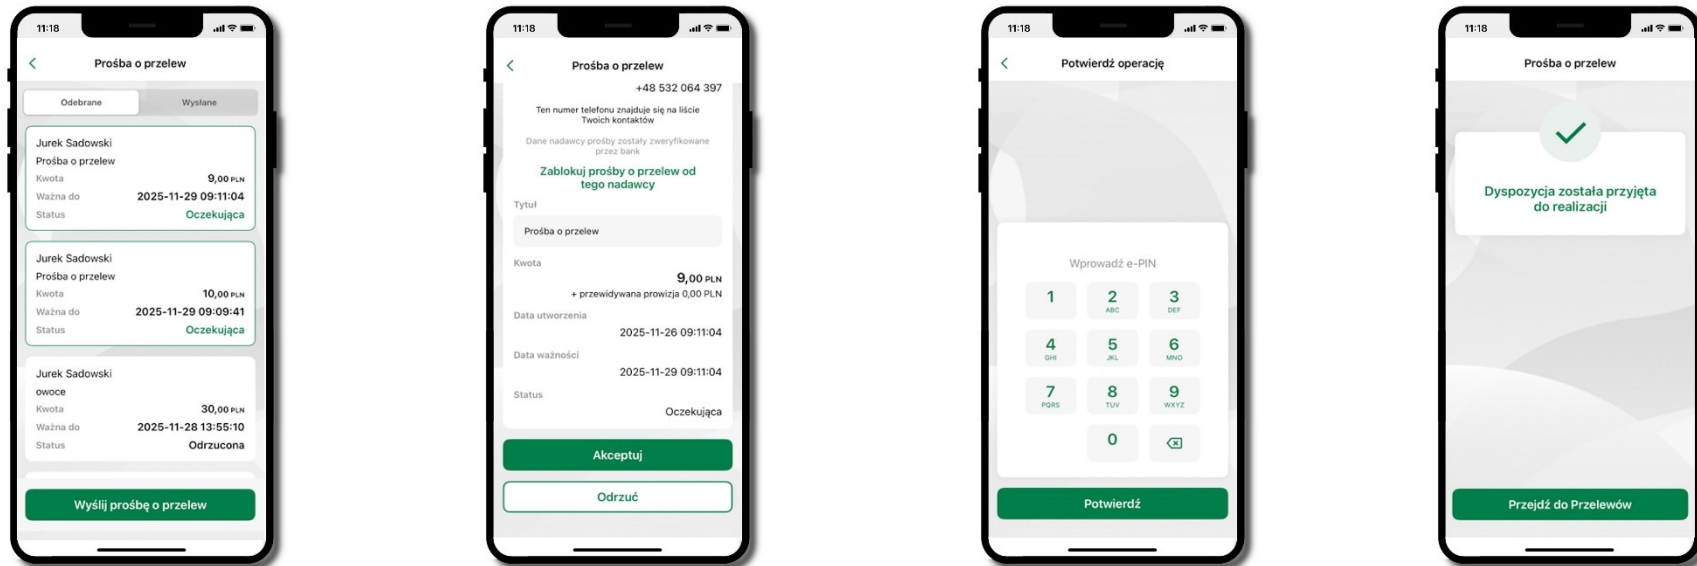 11:18
Prośba o przelew
Odebrane Wysłane
Jurek Sadowski
Prośba o przelew
Kwota 9,00 PLN
Ważna do 2025-11-29 09:11:04
Status Oczekująca
Jurek Sadowski
Prośba o przelew
Kwota 10,00 PLN
Ważna do 2025-11-29 09:09:41
Status Oczekująca
Jurek Sadowski
owoce
Kwota 30,00 PLN
Ważna do 2025-11-28 13:55:10
Status Odrzucona
Wyślij prośbę o przelew
11:18
Prośba o przelew
+48 532 064 397
Ten numer telefonu znajduje się na liście
Twoich kontaktów
Dane nadawcy prośby zostały zweryfikowane
przez bank
Zablokuj prośby o przelew od
tego nadawcy
Tytuł
Prośba o przelew
Kwota
9,00 PLN
+ przewidywana prowizja 0,00 PLN
Data utworzenia
2025-11-26 09:11:04
Data ważności
2025-11-29 09:11:04
Status
Oczekująca
Akceptuj
Odrzuć
11:18
Potwierdź operację
Wprowadź e-PIN
1 2 3
ABC DEF
4 5 6
GHI JKL MNO
7 8 9
PQRS TUV WXYZ
0
Potwierdź
11:18
Prośba o przelew
Dyspozycja została przyjęta
do realizacji
Przejdź do Przelewów